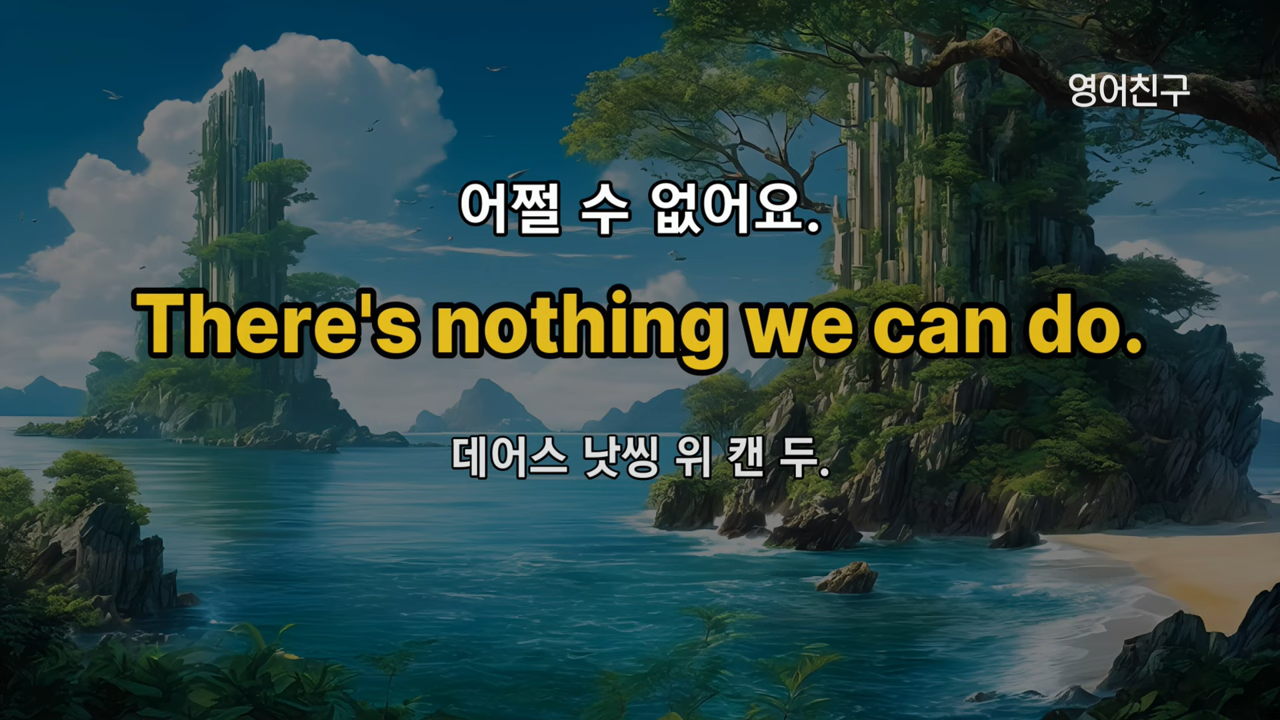 영어친구
어쩔 수 없어요.
There's nothing we can do.
데어스 낫씽 위 캔 두.